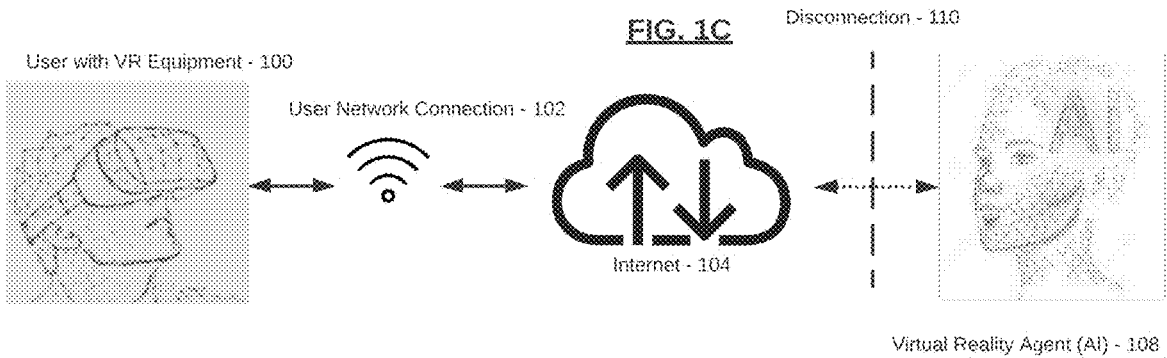 FIG. 1C
Disconnection - 110
User with VR Equipment - 100
User Network Connection - 102
Internet - 104
Virtual Reality Agent (AI) - 108